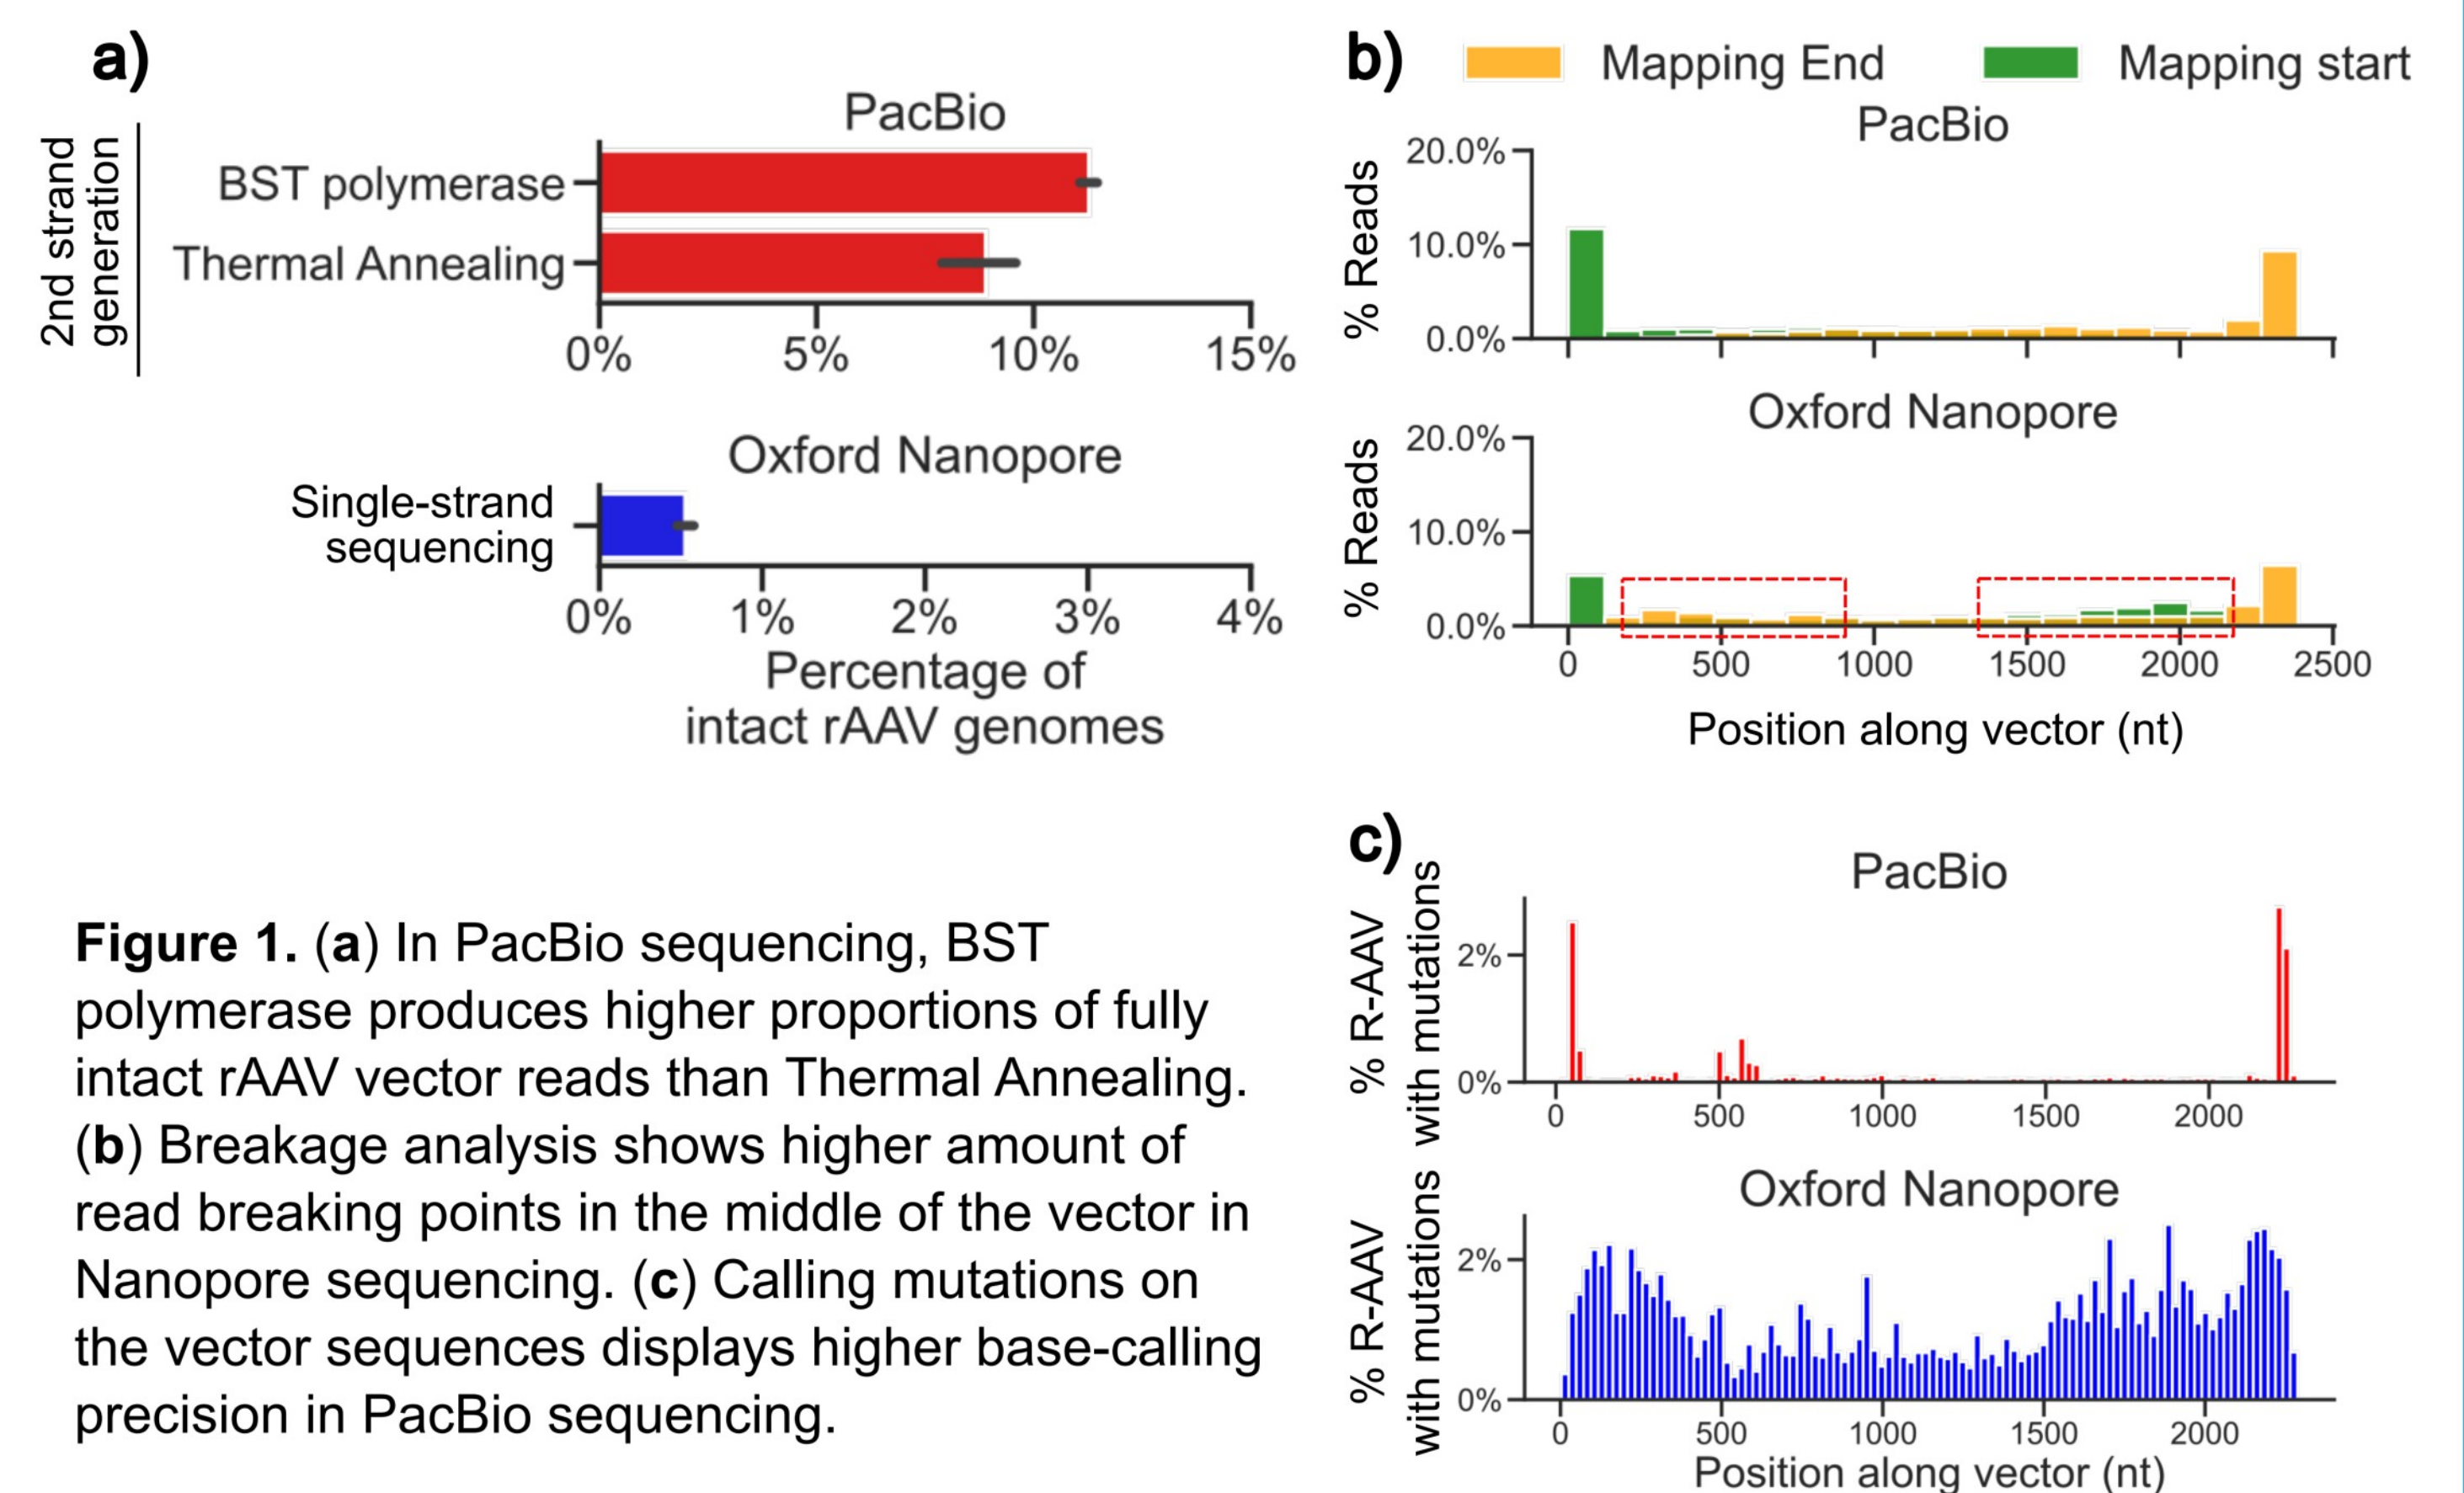 a)
2nd strand
generation
PacBio
BST polymerase
Thermal Annealing
0% 5% 10% 15%
Oxford Nanopore
Single-strand
sequencing
0% 1% 2% 3% 4%
Percentage of
intact rAAV genomes
b)
Mapping End
Mapping start
PacBio
% Reads
20.0%
10.0%
0.0%
Oxford Nanopore
% Reads
20.0%
10.0%
0.0%
0 500 1000 1500 2000 2500
Position along vector (nt)
c)
PacBio
% R-AAV
with mutations
2%
0%
0 500 1000 1500 2000
Oxford Nanopore
% R-AAV
with mutations
2%
0%
0 500 1000 1500 2000
Position along vector (nt)
Figure 1. (a) In PacBio sequencing, BST
polymerase produces higher proportions of fully
intact rAAV vector reads than Thermal Annealing.
(b) Breakage analysis shows higher amount of
read breaking points in the middle of the vector in
Nanopore sequencing. (c) Calling mutations on
the vector sequences displays higher base-calling
precision in PacBio sequencing.